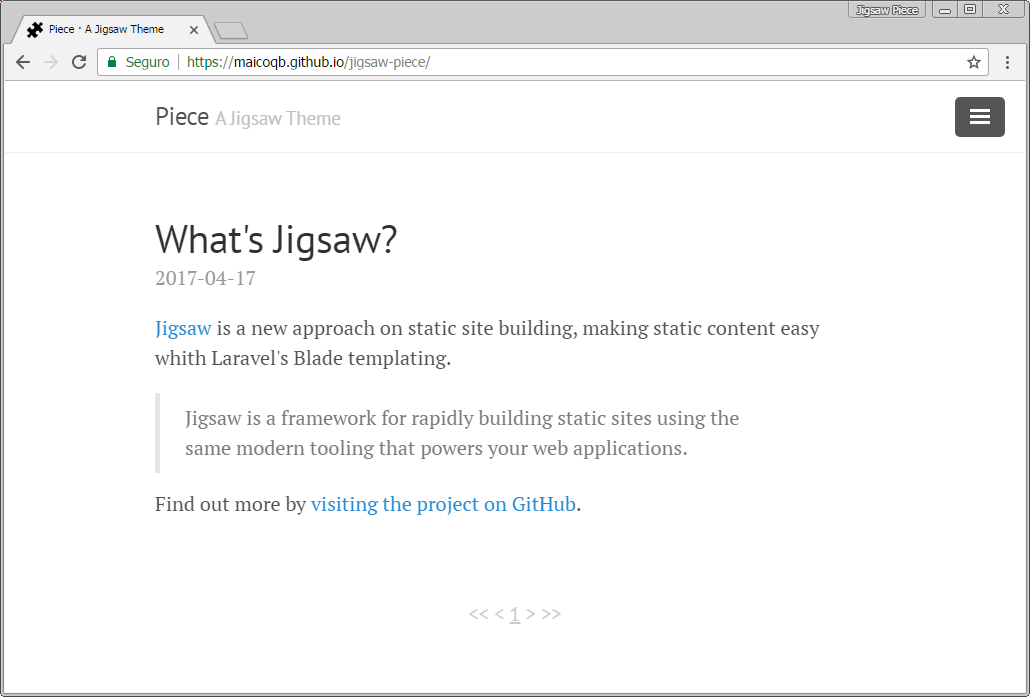 Jigsaw Piece
Piece · A Jigsaw Theme
Seguro https://maicoqb.github.io/jigsaw-piece/
Piece A Jigsaw Theme
What's Jigsaw?
2017-04-17
Jigsaw is a new approach on static site building, making static content easy
whith Laravel's Blade templating.
Jigsaw is a framework for rapidly building static sites using the
same modern tooling that powers your web applications.
Find out more by visiting the project on GitHub.
<< < 1 > >>